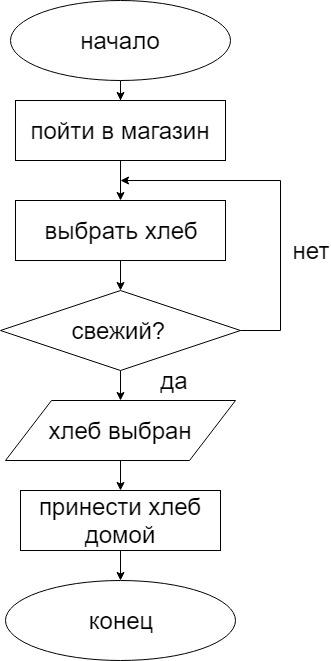 начало
пойти в магазин
выбрать хлеб
нет
свежий?
да
хлеб выбран
принести хлеб
домой
конец